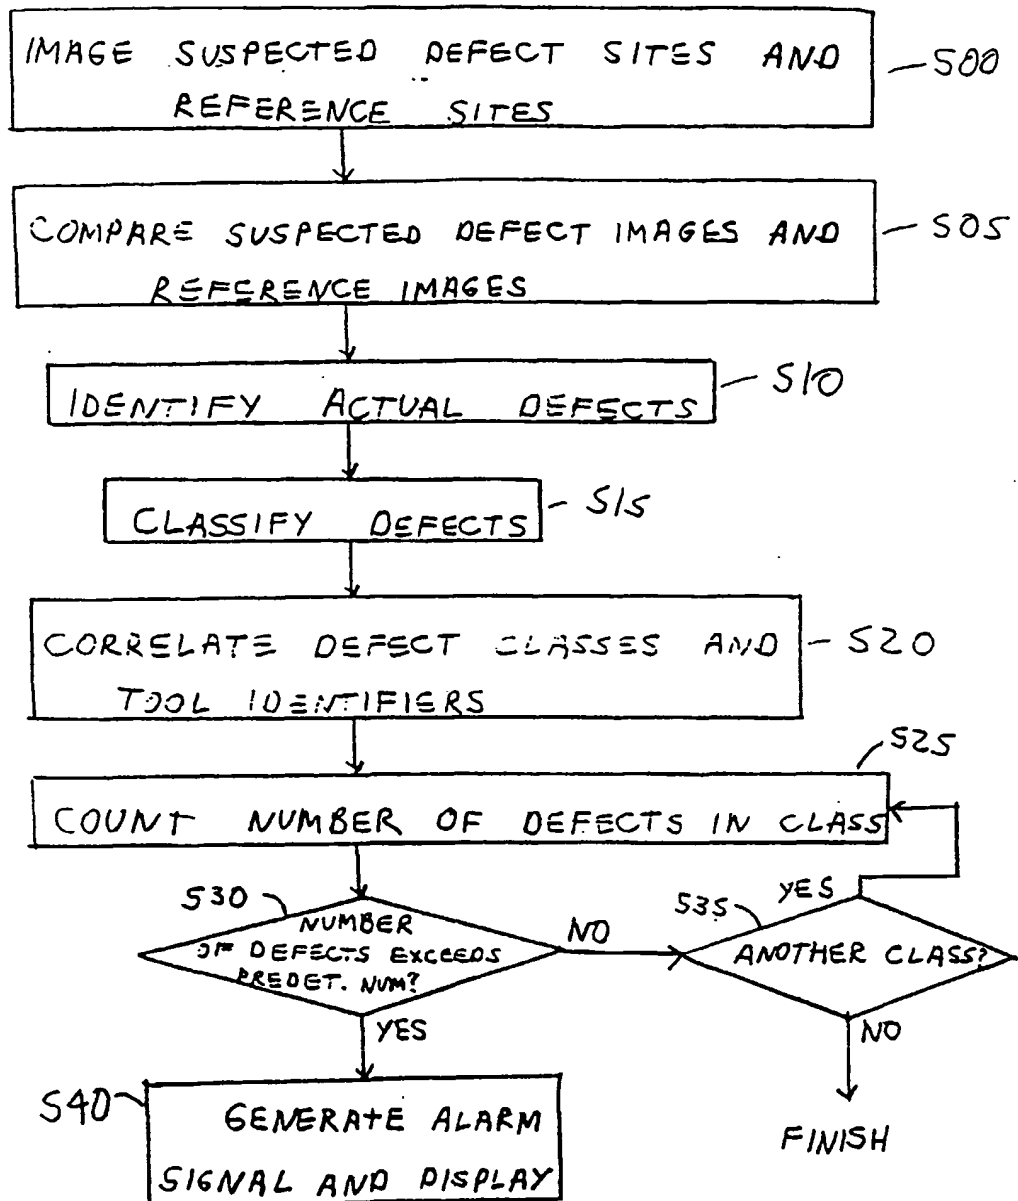 IMAGE SUSPECTED DEFECT SITES AND
REFERENCE SITES
500
COMPARE SUSPECTED DEFECT IMAGES AND
REFERENCE IMAGES
505
IDENTIFY ACTUAL DEFECTS
510
CLASSIFY DEFECTS
515
CORRELATE DEFECT CLASSES AND
TOOL IDENTIFIERS
520
525
COUNT NUMBER OF DEFECTS IN CLASS
530
NUMBER
OF DEFECTS EXCEEDS
PREDET. NUM?
NO
YES
535
YES
ANOTHER CLASS?
NO
FINISH
540
GENERATE ALARM
SIGNAL AND DISPLAY